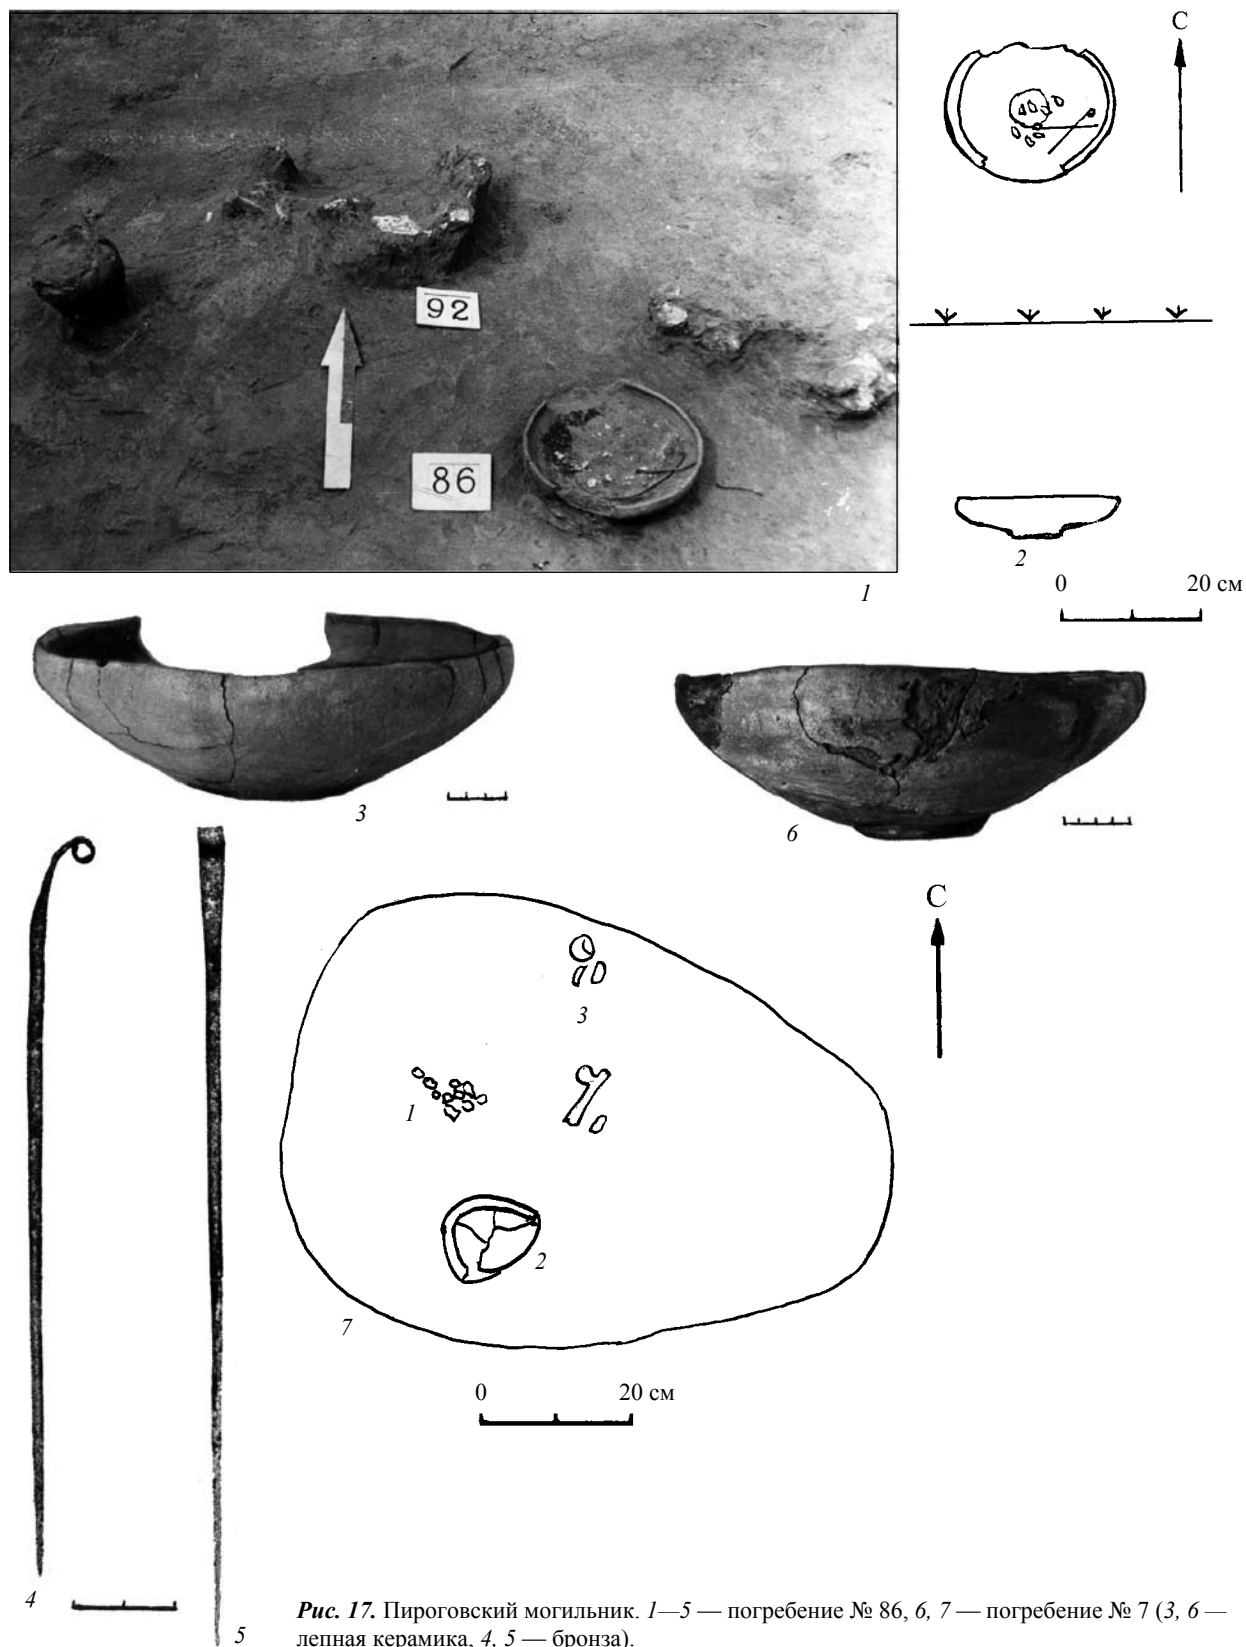 С
92
86
1
2
0 20 см
3
6
С
3
1
2
7
0 20 см
4
5
Рис. 17. Пироговский могильник. 1—5 — погребение № 86, 6, 7 — погребение № 7 (3, 6 —
лепная керамика, 4, 5 — бронза).